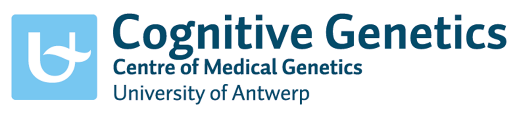 Cognitive Genetics
Centre of Medical Genetics
University of Antwerp